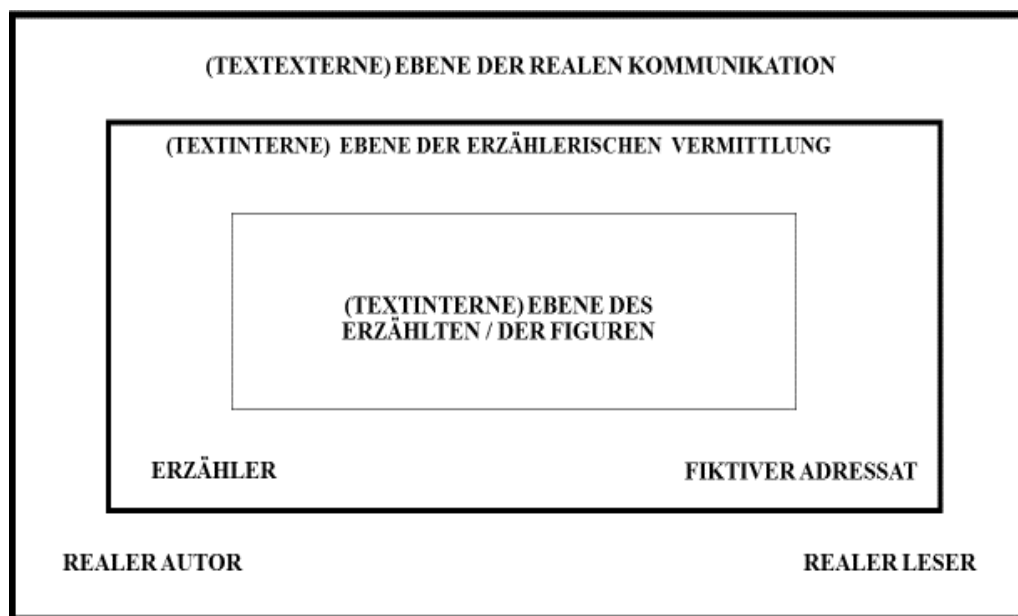 (TEXTEXTERNE) EBENE DER REALEN KOMMUNIKATION
(TEXTINTERNE) EBENE DER ERZÄHLERISCHEN VERMITTLUNG
(TEXTINTERNE) EBENE DES
ERZÄHLTEN / DER FIGUREN
ERZÄHLER
FIKTIVER ADRESSAT
REALER AUTOR
REALER LESER